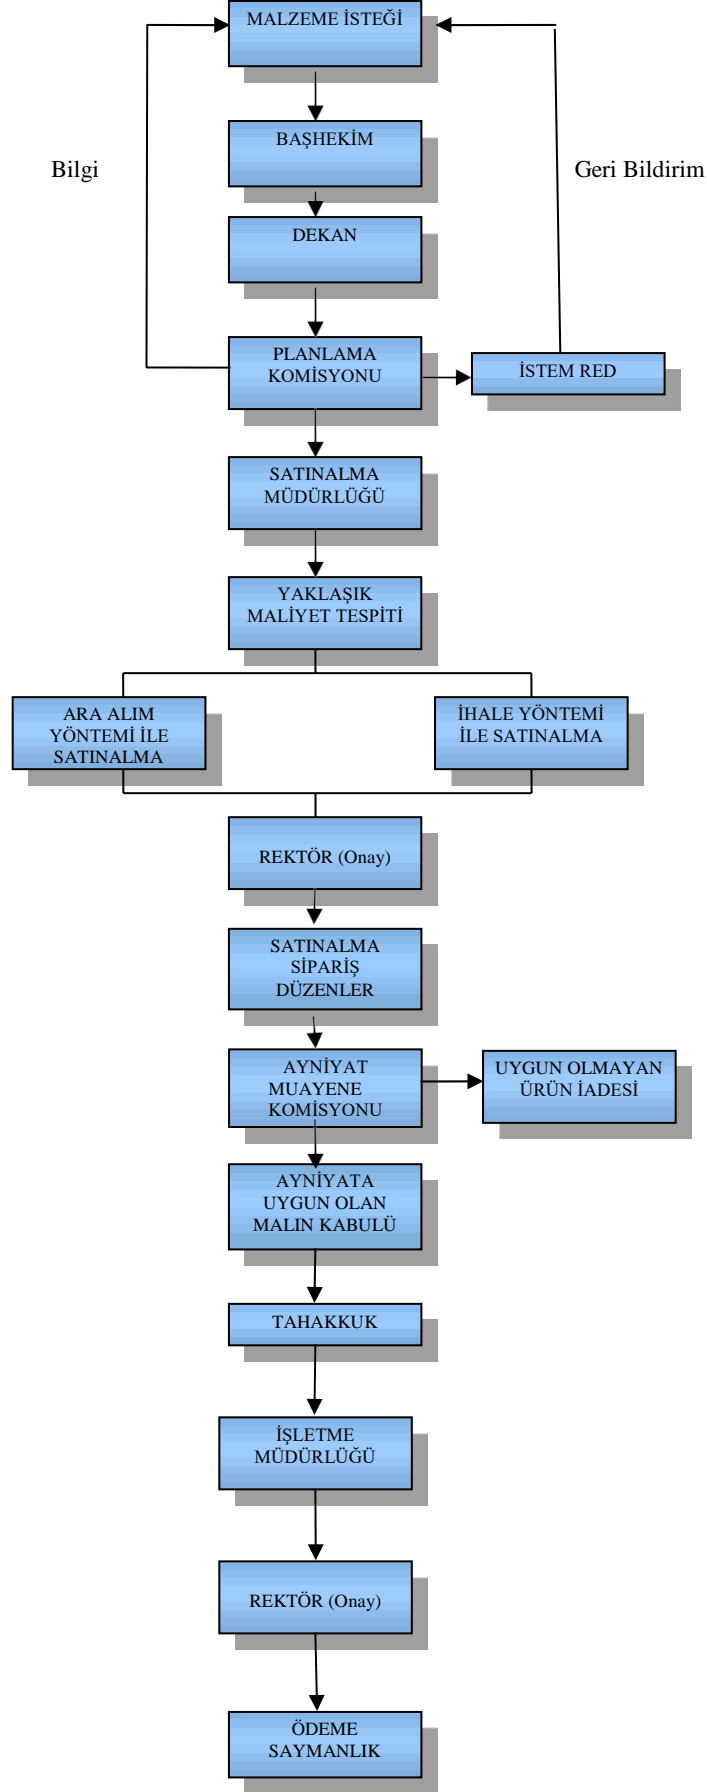 MALZEME İSTEĞİ
BAŞHEKİM
Bilgi
Geri Bildirim
DEKAN
PLANLAMA
KOMİSYONU
İSTEM RED
SATINALMA
MÜDÜRLÜĞÜ
YAKLAŞIK
MALİYET TESPİTİ
ARA ALIM
YÖNTEMİ İLE
SATINALMA
İHALE YÖNTEMİ
İLE SATINALMA
REKTÖR (Onay)
SATINALMA
SİPARİŞ
DÜZENLER
AYNİYAT
MUAYENE
KOMİSYONU
UYGUN OLMAYAN
ÜRÜN İADESİ
AYNİYATA
UYGUN OLAN
MALIN KABULÜ
TAHAKKUK
İŞLETME
MÜDÜRLÜĞÜ
REKTÖR (Onay)
ÖDEME
SAYMANLIK